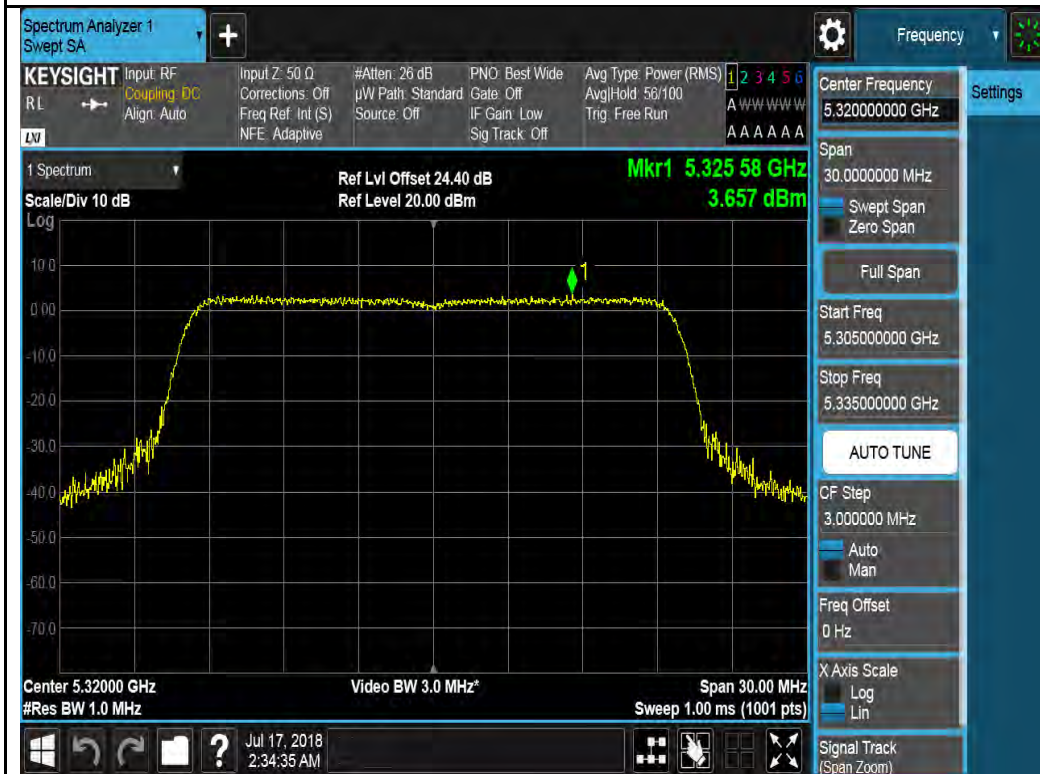 Spectrum Analyzer 1
Swept SA
+
Frequency
KEYSIGHT
RL
LXI
Input: RF
Coupling: DC
Align: Auto
Input Z: 50 Ω
Corrections: Off
Freq Ref: Int (S)
NFE: Adaptive
#Atten: 26 dB
µW Path: Standard
Source: Off
PNO: Best Wide
Gate: Off
IF Gain: Low
Sig Track: Off
Avg Type: Power (RMS)
Avg|Hold: 56/100
Trig: Free Run
1 2 3 4 5 6
A W W W W W
A A A A A A
1 Spectrum
Scale/Div 10 dB
Log
Ref Lvl Offset 24.40 dB
Ref Level 20.00 dBm
Mkr1 5.325 58 GHz
3.657 dBm
1
10.0
0.00
-10.0
-20.0
-30.0
-40.0
-50.0
-60.0
-70.0
Center 5.32000 GHz
#Res BW 1.0 MHz
Video BW 3.0 MHz*
Span 30.00 MHz
Sweep 1.00 ms (1001 pts)
Center Frequency
5.320000000 GHz
Settings
Span
30.0000000 MHz
Swept Span
Zero Span
Full Span
Start Freq
5.305000000 GHz
Stop Freq
5.335000000 GHz
AUTO TUNE
CF Step
3.000000 MHz
Auto
Man
Freq Offset
0 Hz
X Axis Scale
Log
Lin
Signal Track
(Span Zoom)
?
Jul 17, 2018
2:34:35 AM